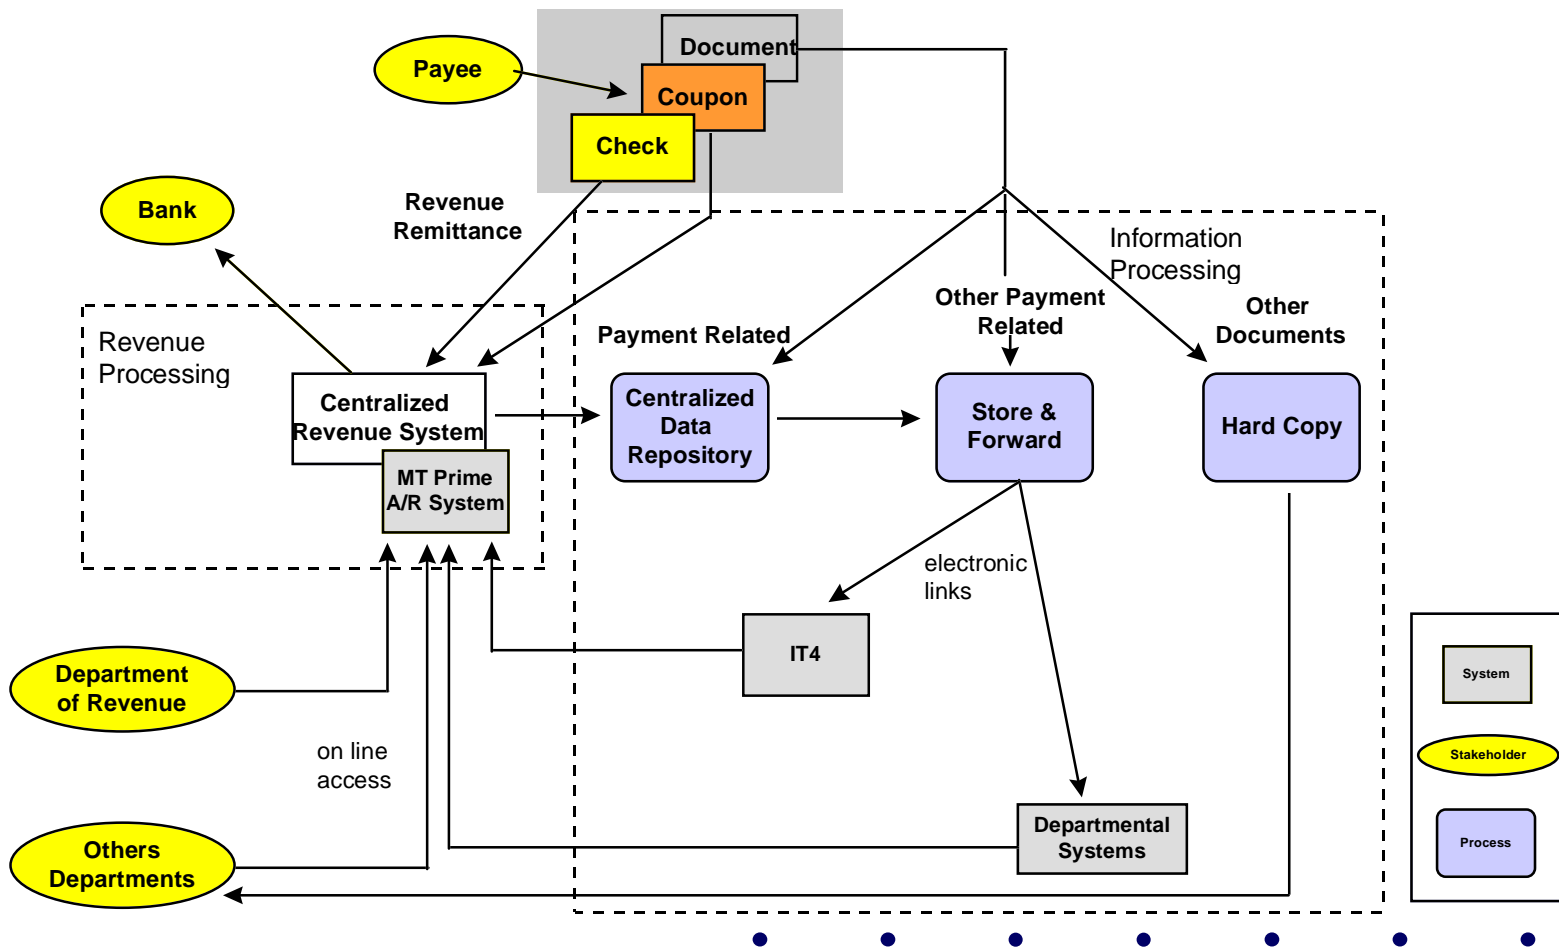 Document
Payee
Coupon
Check
Bank
Revenue
Remittance
Information
Processing
Other Payment
Related
Other
Documents
Payment Related
Revenue
Processing
Centralized
Revenue System
Centralized
Data
Repository
Store &
Forward
Hard Copy
MT Prime
A/R System
electronic
links
IT4
Department
of Revenue
on line
access
Departmental
Systems
Others
Departments
System
Stakeholder
Process